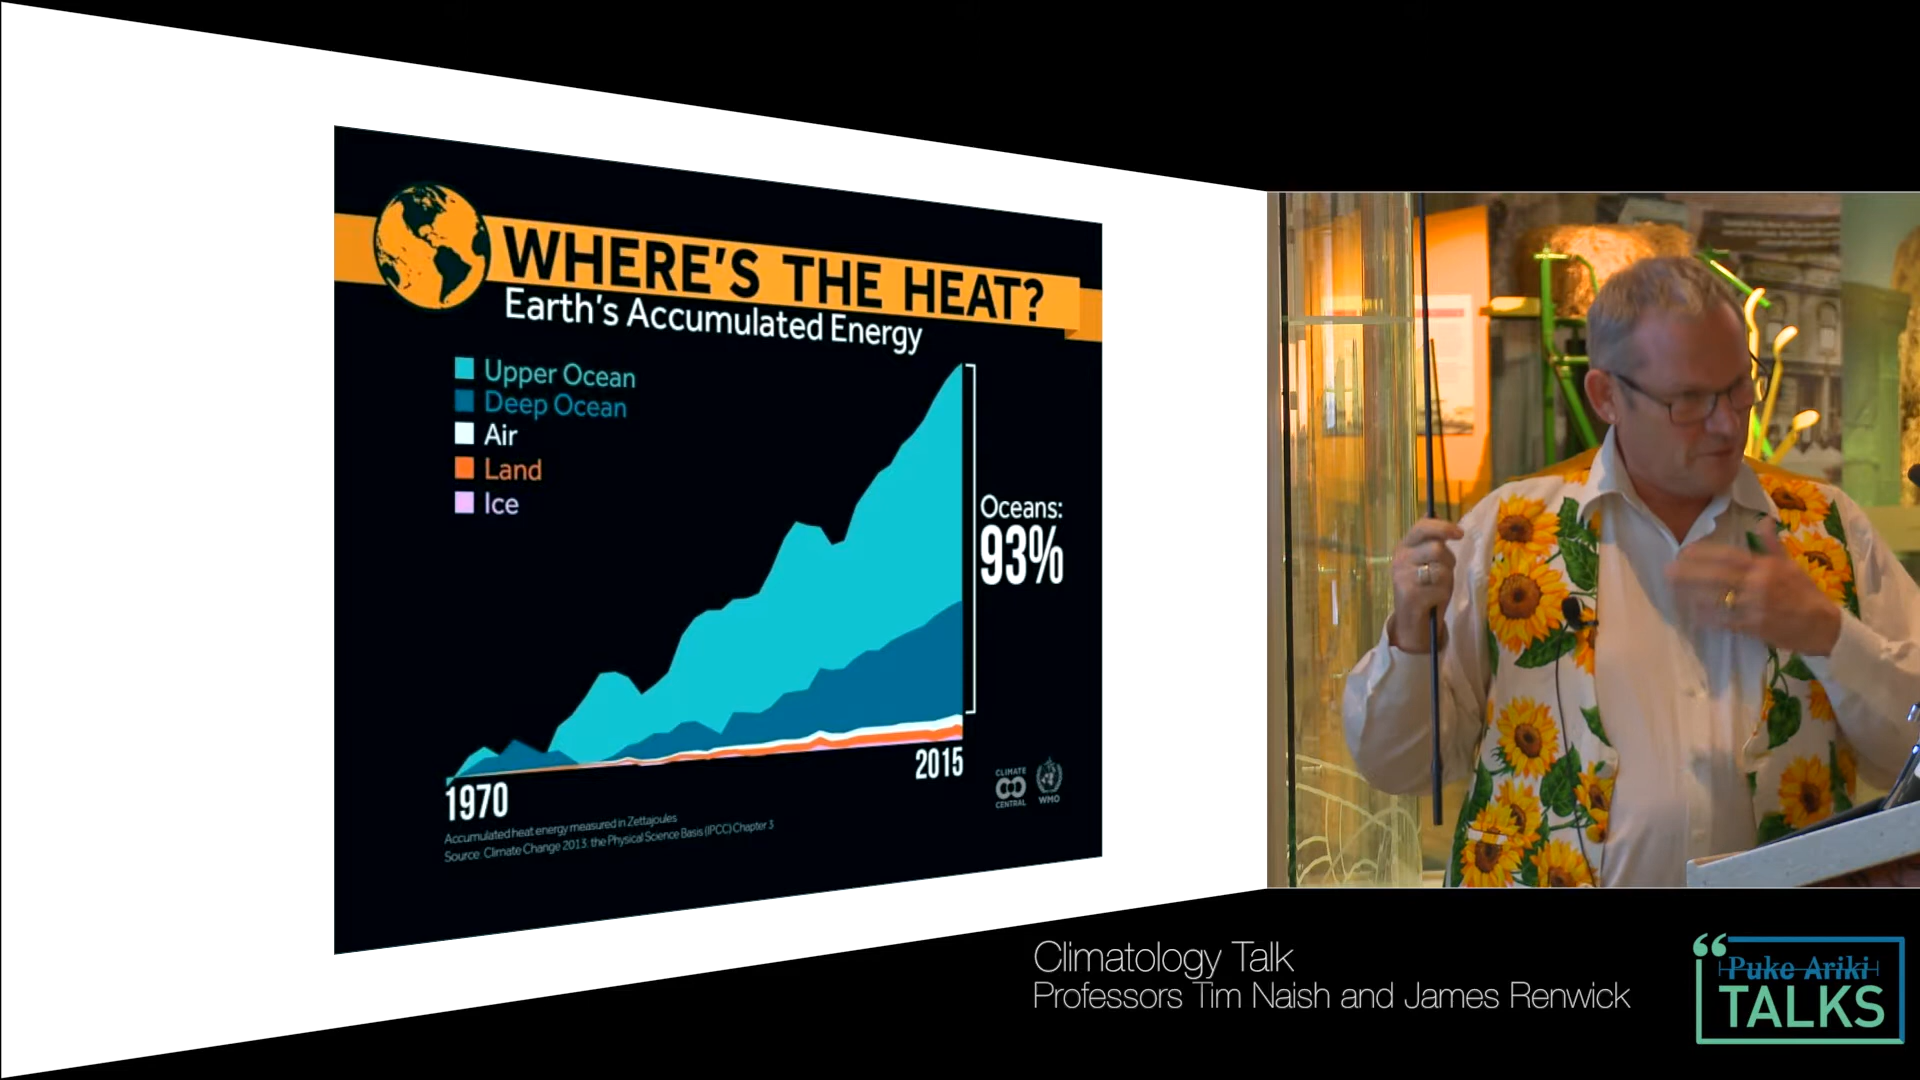 WHERE'S THE HEAT?
Earth's Accumulated Energy
Upper Ocean
Deep Ocean
Air
Land
Ice
Oceans:
93%
1970
2015
Accumulated heat energy measured in Zettajoules
Source: Climate Change 2013: the Physical Science Basis (IPCC) Chapter 3
CLIMATE
CENTRAL
WMO
Climatology Talk
Professors Tim Naish and James Renwick
Puke Ariki
TALKS